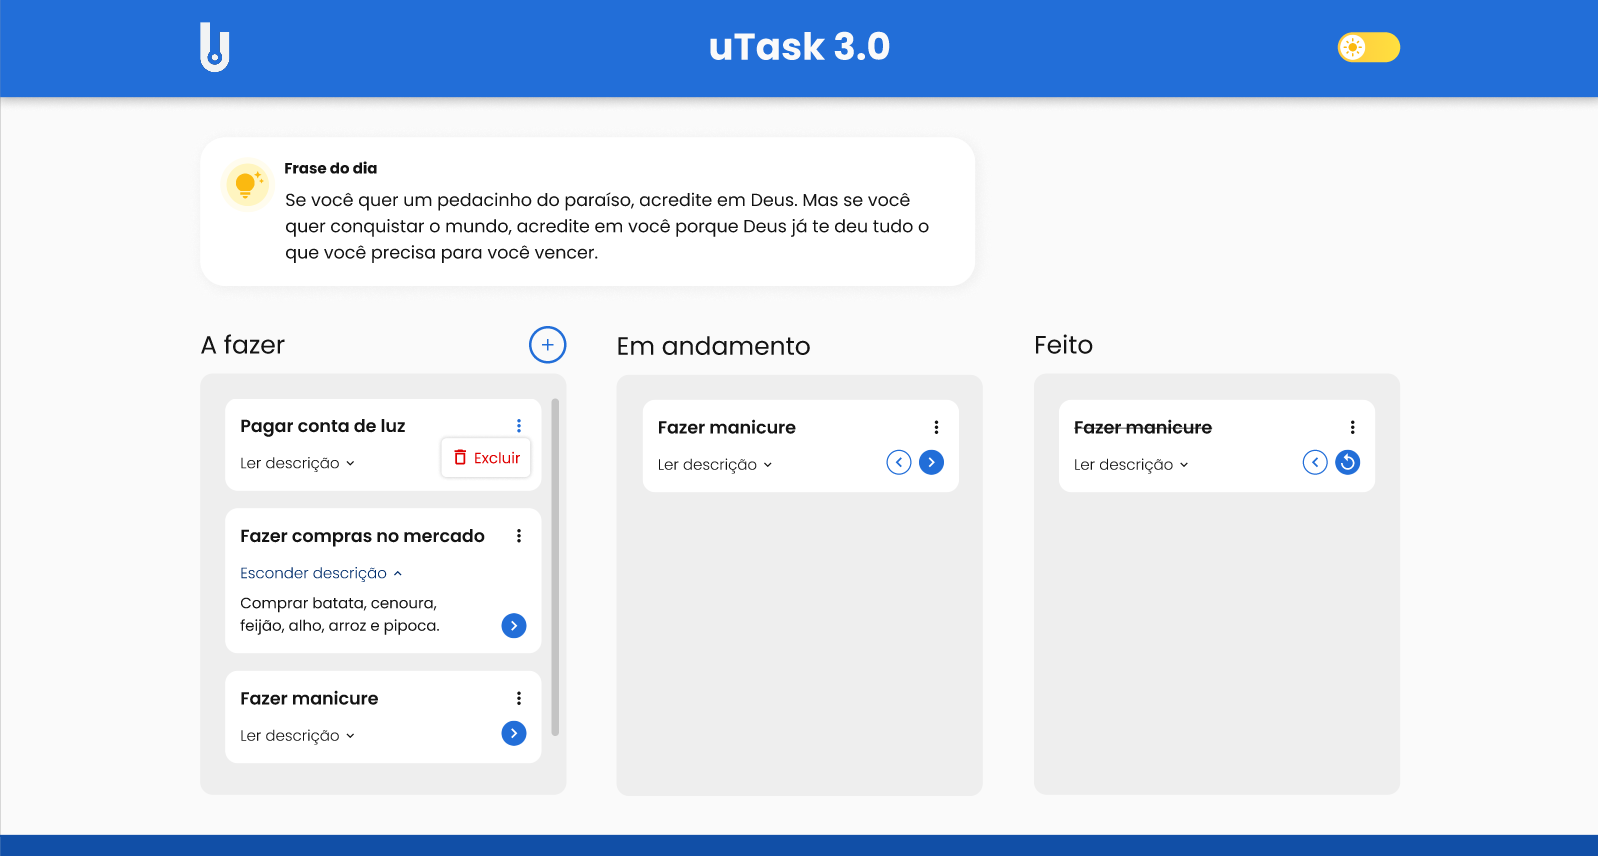 uTask 3.0
Frase do dia
Se você quer um pedacinho do paraíso, acredite em Deus. Mas se você
quer conquistar o mundo, acredite em você porque Deus já te deu tudo o
que você precisa para você vencer.
A fazer
Pagar conta de luz
Ler descrição
Excluir
Fazer compras no mercado
Esconder descrição
Comprar batata, cenoura,
feijão, alho, arroz e pipoca.
Fazer manicure
Ler descrição
Em andamento
Fazer manicure
Ler descrição
Feito
Fazer manicure
Ler descrição